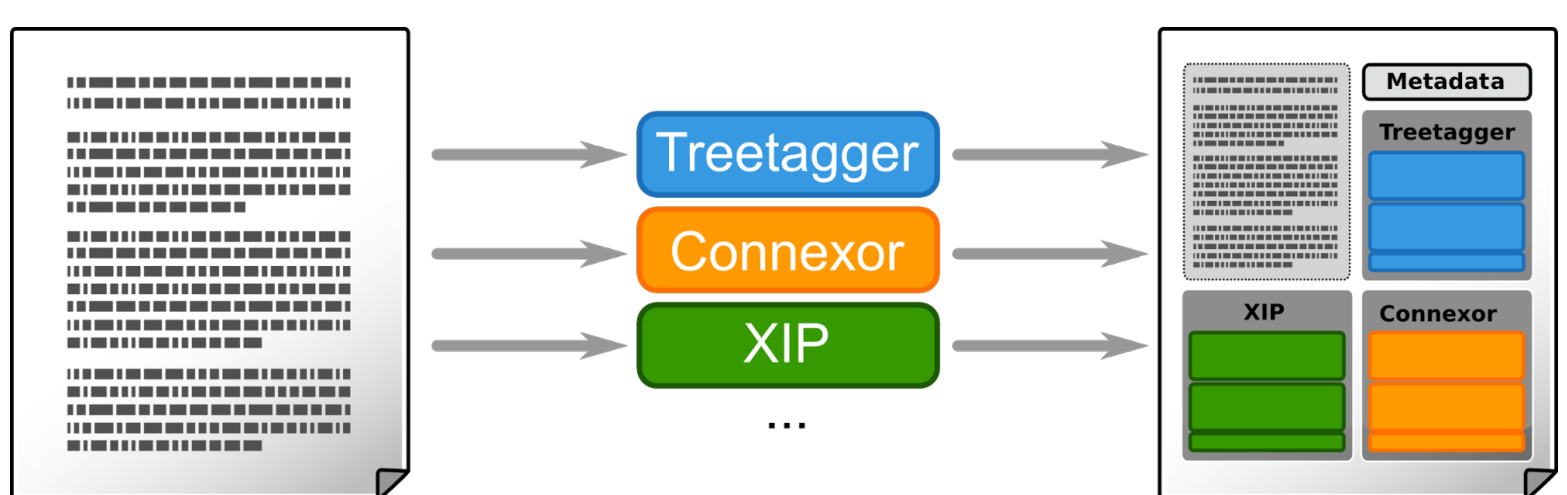 Treetagger
Connexor
XIP
...
Metadata
Treetagger
XIP
Connexor